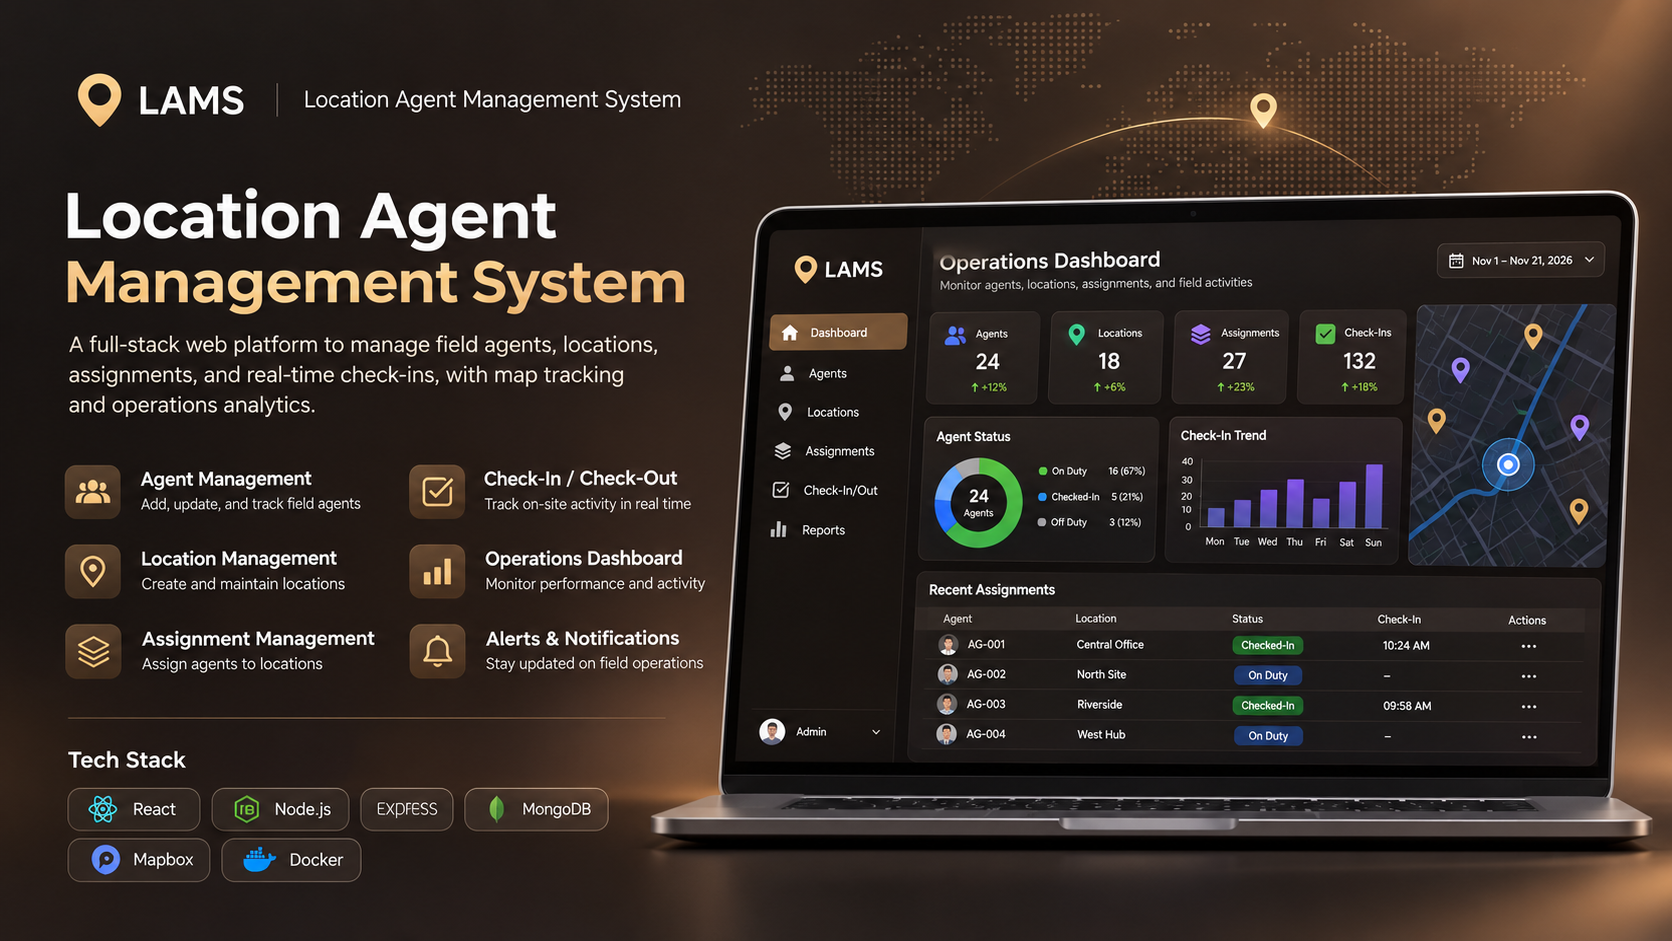 LAMS
Location Agent Management System
Location Agent
Management System
A full-stack web platform to manage field agents, locations,
assignments, and real-time check-ins, with map tracking
and operations analytics.
Agent Management
Add, update, and track field agents
Check-In / Check-Out
Track on-site activity in real time
Location Management
Create and maintain locations
Operations Dashboard
Monitor performance and activity
Assignment Management
Assign agents to locations
Alerts & Notifications
Stay updated on field operations
Tech Stack
React
Node.js
EXPRESS
MongoDB
Mapbox
Docker
LAMS
Dashboard
Agents
Locations
Assignments
Check-In/Out
Reports
Admin
Operations Dashboard
Monitor agents, locations, assignments, and field activities
Nov 1 – Nov 21, 2026
Agents
24
↑ +12%
Locations
18
↑ +6%
Assignments
27
↑ +23%
Check-Ins
132
↑ +18%
Agent Status
24
Agents
On Duty 16 (67%)
Checked-In 5 (21%)
Off Duty 3 (12%)
Check-In Trend
40
30
20
10
0
Mon Tue Wed Thu Fri Sat Sun
Recent Assignments
Agent Location Status Check-In Actions
AG-001 Central Office Checked-In 10:24 AM ...
AG-002 North Site On Duty – ...
AG-003 Riverside Checked-In 09:58 AM ...
AG-004 West Hub On Duty – ...